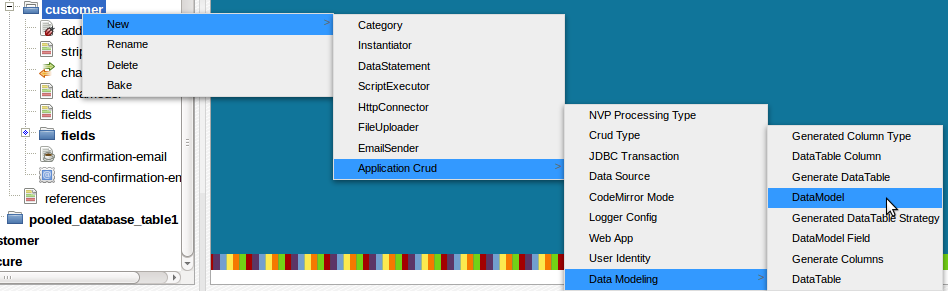 customer
add
strip
cha
datamodel
fields
fields
confirmation-email
send-confirmation-em
references
pooled_database_table1
stomer
cure
New
Rename
Delete
Bake
Category
Instantiator
DataStatement
ScriptExecutor
HttpConnector
FileUploader
EmailSender
Application Crud
NVP Processing Type
Crud Type
JDBC Transaction
Data Source
CodeMirror Mode
Logger Config
Web App
User Identity
Data Modeling
Generated Column Type
DataTable Column
Generate DataTable
DataModel
Generated DataTable Strategy
DataModel Field
Generate Columns
DataTable